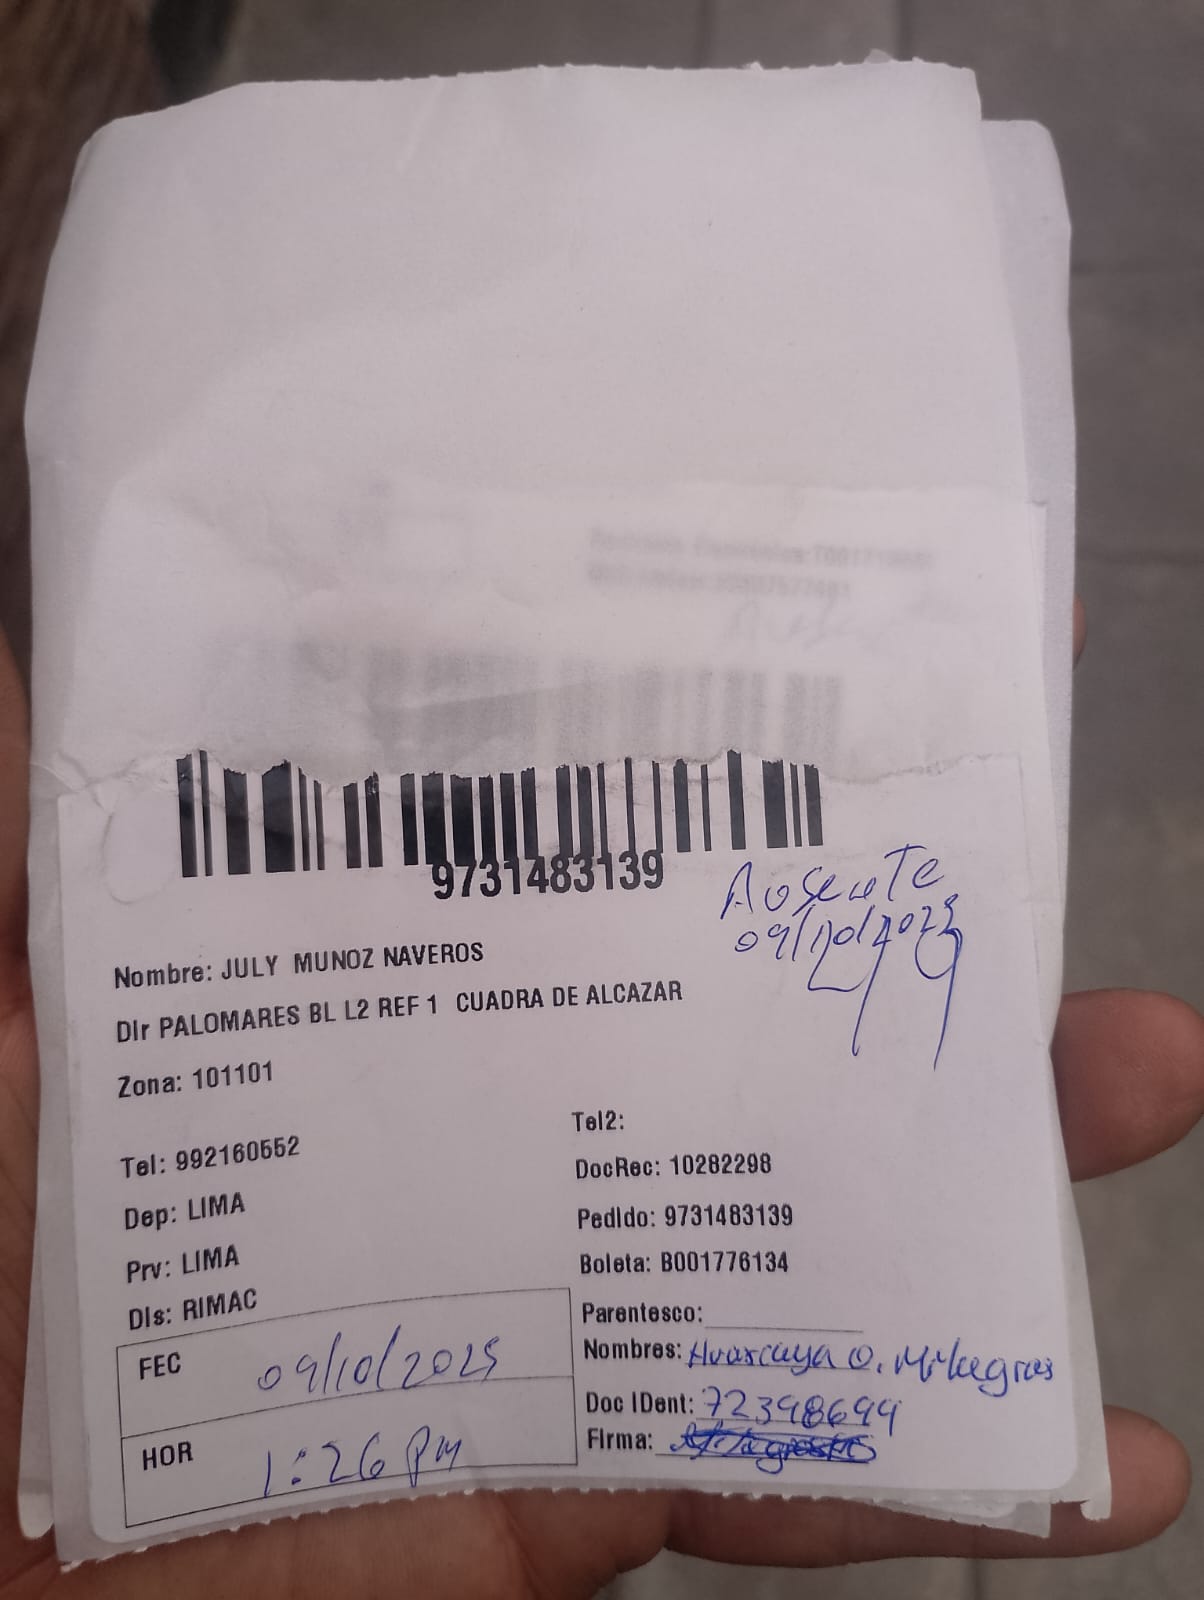 9731483139
Ausente
09/10/2025
Nombre: JULY MUNOZ NAVEROS
Dir PALOMARES BL L2 REF 1 CUADRA DE ALCAZAR
Zona: 101101
Tel: 992160552
Tel2:
Dep: LIMA
DocRec: 10282298
Prv: LIMA
Pedido: 9731483139
Dis: RIMAC
Boleta: B001776134
FEC 09/10/2025
HOR 1:26 PM
Parentesco:
Nombres: Huarcaya O. Milagros
Doc IDent: 72398699
Firma: